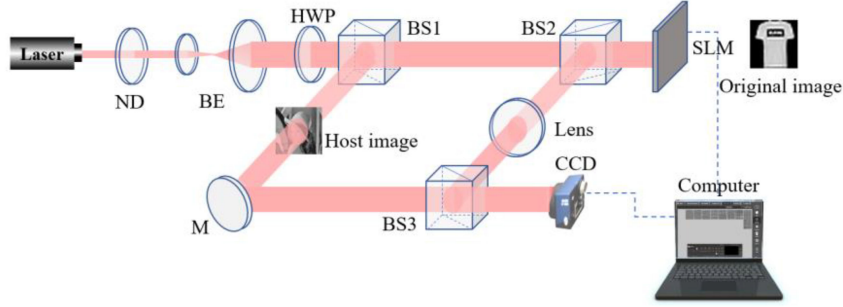 Laser
ND
BE
HWP
BS1
BS2
SLM
Original image
Host image
Lens
CCD
Computer
M
BS3